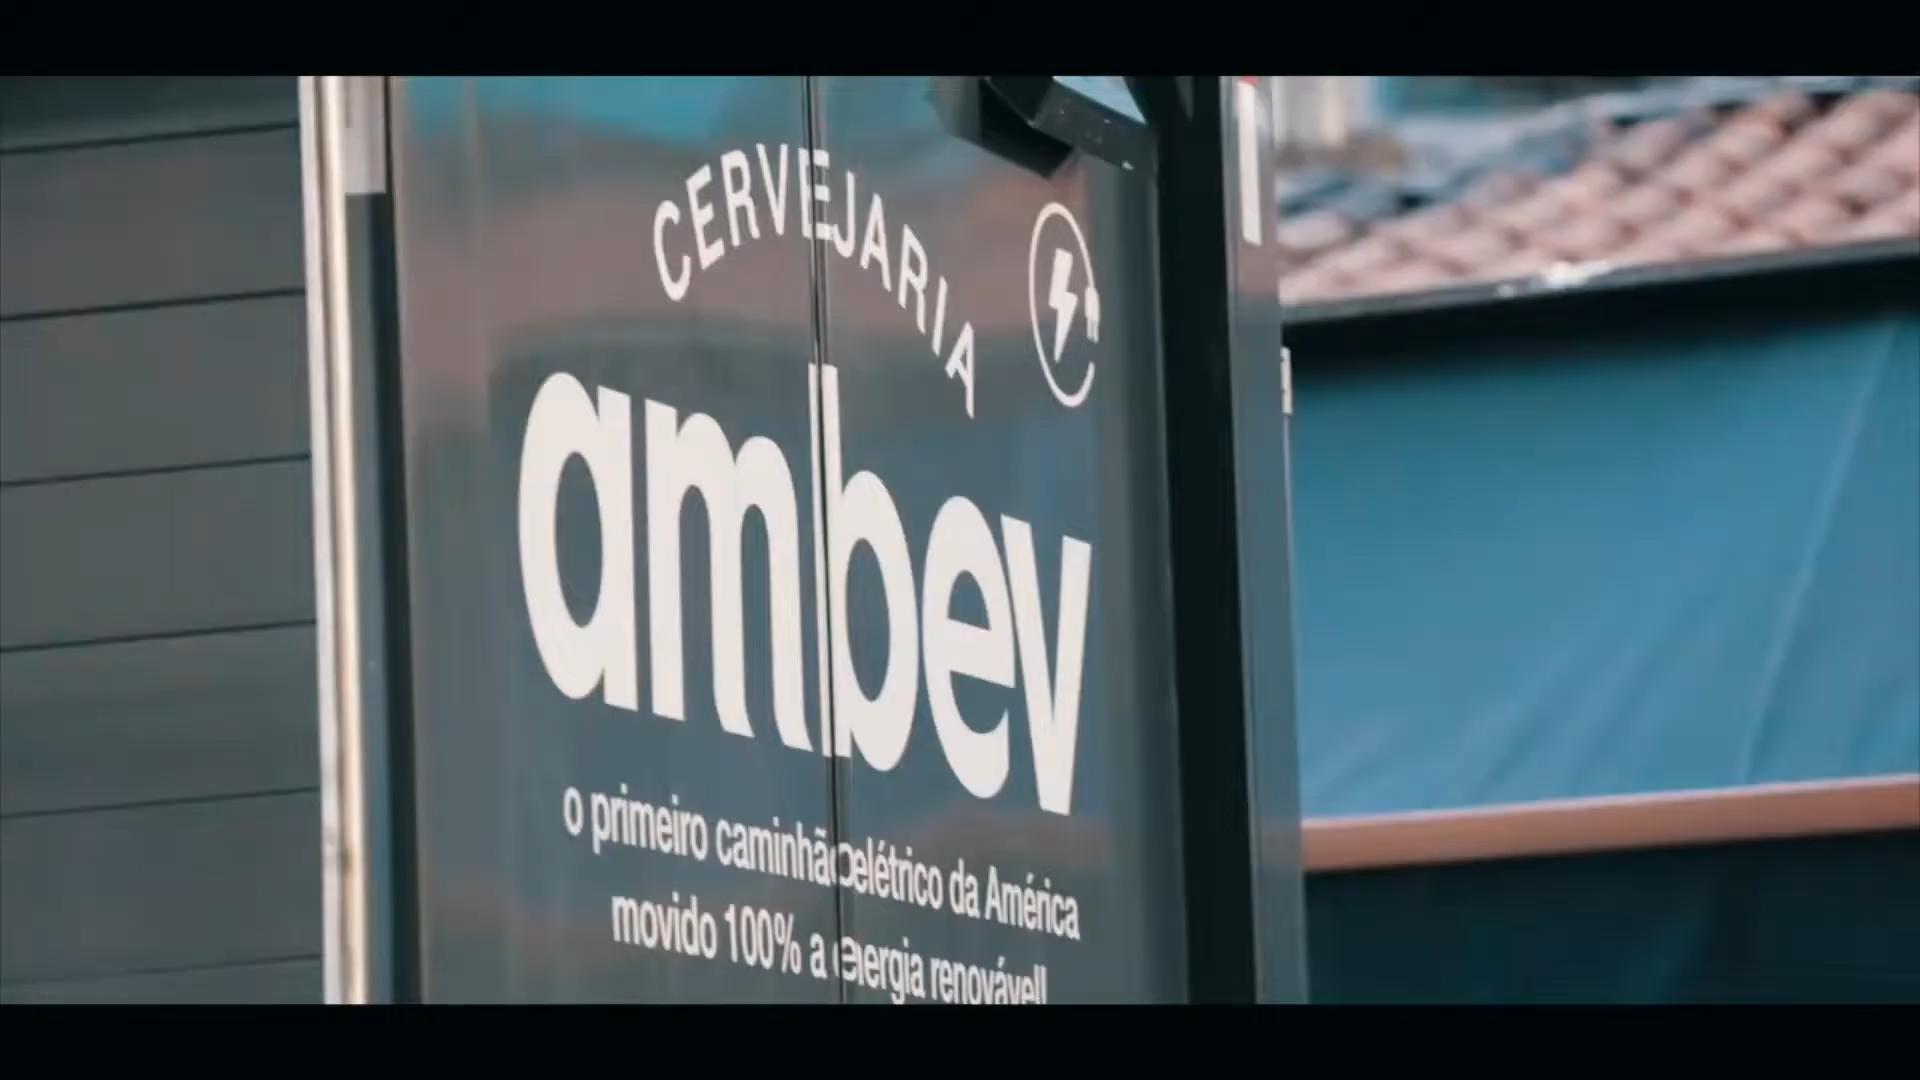 CERVEJARIA
ambev
o primeiro caminhão elétrico da América
movido 100% a energia renovável!